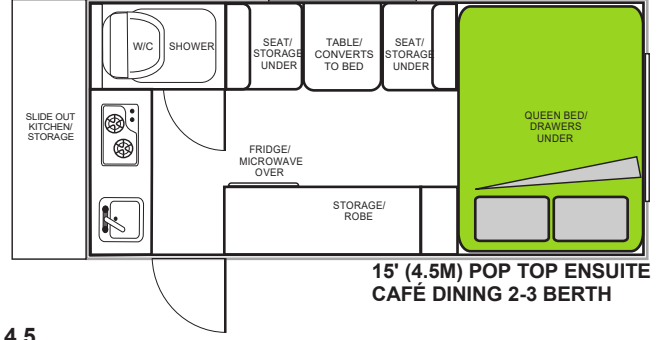 W/C
SHOWER
SEAT/
STORAGE
UNDER
TABLE/
CONVERTS
TO BED
SEAT/
STORAGE
UNDER
SLIDE OUT
KITCHEN/
STORAGE
QUEEN BED/
DRAWERS
UNDER
FRIDGE/
MICROWAVE
OVER
STORAGE/
ROBE
15' (4.5M) POP TOP ENSUITE
CAFÉ DINING 2-3 BERTH
4.5